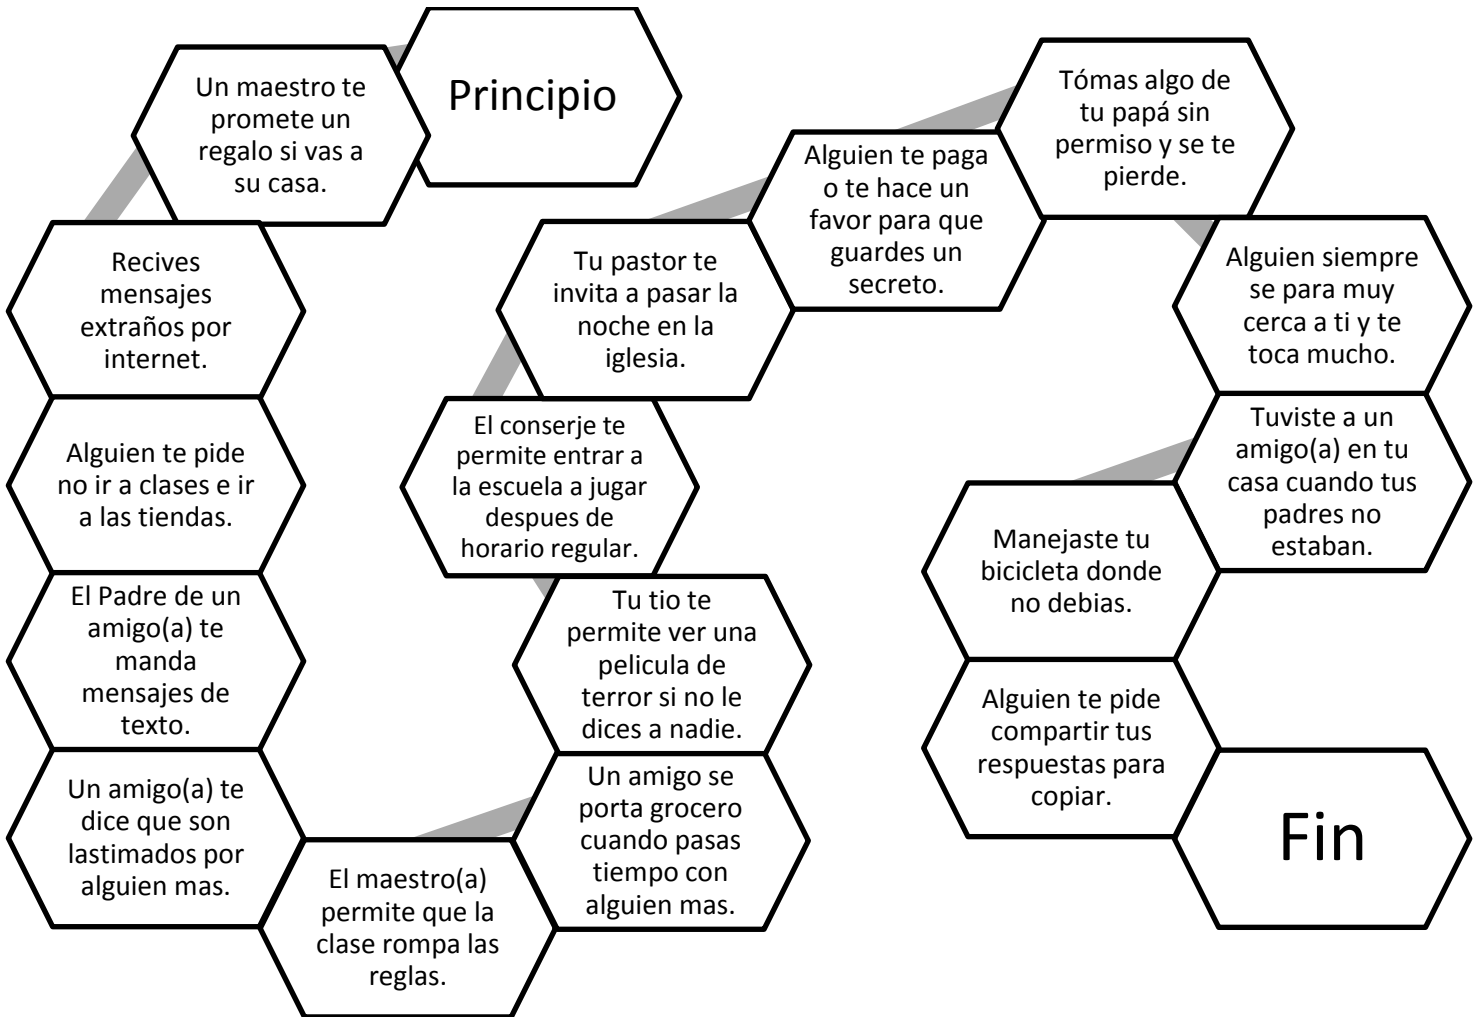 Principio
Un maestro te
promete un
regalo si vas a
su casa.
Recives
mensajes
extraños por
internet.
Alguien te pide
no ir a clases e ir
a las tiendas.
El Padre de un
amigo(a) te
manda
mensajes de
texto.
Un amigo(a) te
dice que son
lastimados por
alguien mas.
El maestro(a)
permite que la
clase rompa las
reglas.
Un amigo se
porta grocero
cuando pasas
tiempo con
alguien mas.
Tu tio te
permite ver una
pelicula de
terror si no le
dices a nadie.
El conserje te
permite entrar a
la escuela a jugar
despues de
horario regular.
Tu pastor te
invita a pasar la
noche en la
iglesia.
Alguien te paga
o te hace un
favor para que
guardes un
secreto.
Tómas algo de
tu papá sin
permiso y se te
pierde.
Alguien siempre
se para muy
cerca a ti y te
toca mucho.
Tuviste a un
amigo(a) en tu
casa cuando tus
padres no
estaban.
Manejaste tu
bicicleta donde
no debias.
Alguien te pide
compartir tus
respuestas para
copiar.
Fin